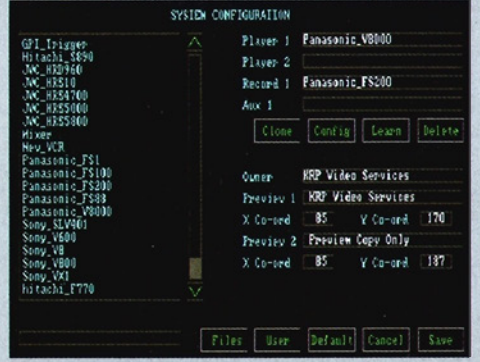 SYSTEM CONFIGURATION
GPI_Trigger
Hitachi_S890
JVC_HRD960
JVC_HRS10
JVC_HRS4700
JVC_HRS5000
JVC_HRS5800
Mixer
New_VCR
Panasonic_FS1
Panasonic_FS100
Panasonic_FS200
Panasonic_FS88
Panasonic_V8000
Sony_SLV401
Sony_V600
Sony_V8
Sony_V800
Sony_VX1
hitachi_F770
Player 1 Panasonic_V8000
Player 2
Record 1 Panasonic_FS200
Aux 1
Clone Config Learn Delete
Owner KRP Video Services
Preview 1 KRP Video Services
X Co-ord 85 Y Co-ord 170
Preview 2 Preview Copy Only
X Co-ord 85 Y Co-ord 187
Files User Default Cancel Save